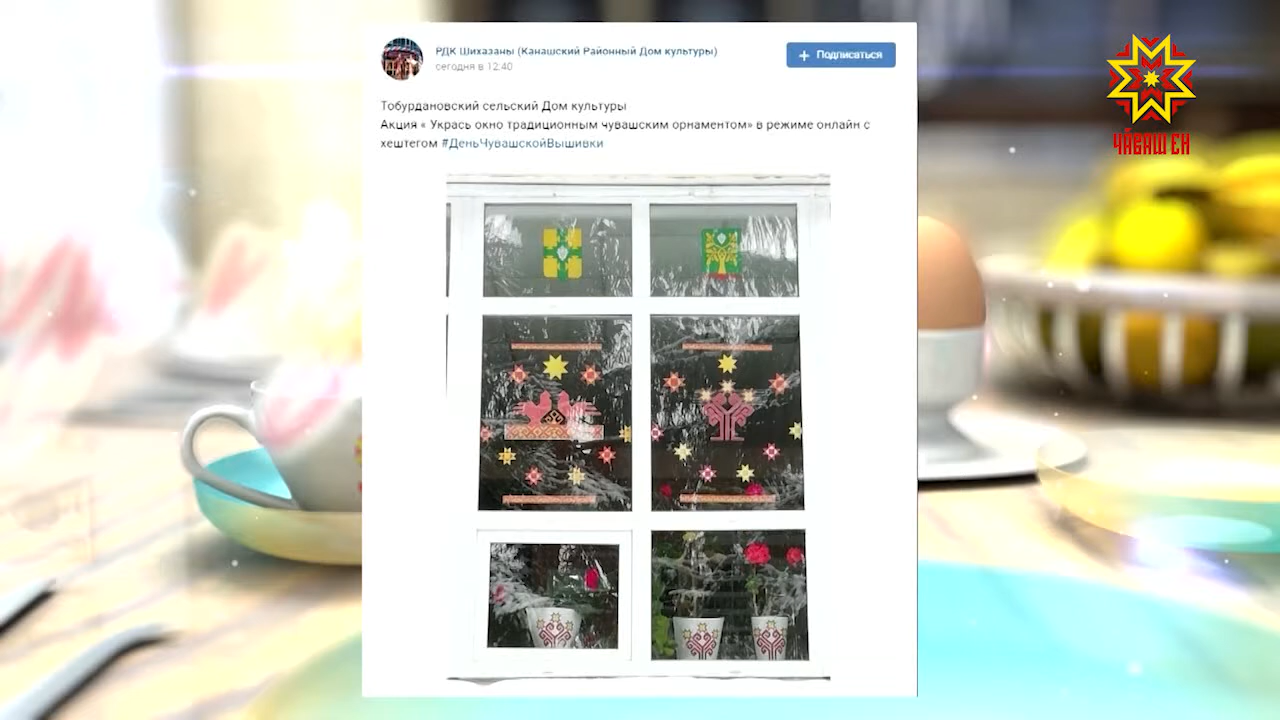 РДК Шихазаны (Канашский Районный Дом культуры)
сегодня в 12:40
+ Подписаться
Тобурдановский сельский Дом культуры
Акция « Укрась окно традиционным чувашским орнаментом» в режиме онлайн с
хештегом #ДеньЧувашскойВышивки
ЧӐВАШ ЕН